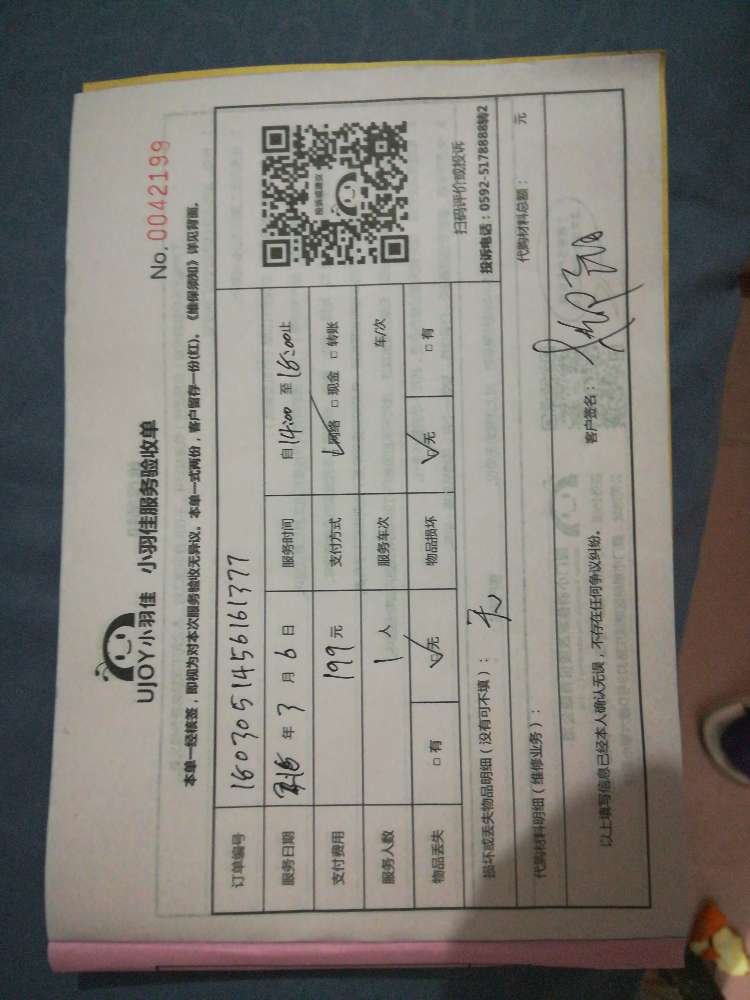 No. 0042199
UJOY小羽佳 小羽佳服务验收单
本单一经核签，即视为对本次服务验收无异议。本单一式两份，客户留存一份(红)。《维保须知》详见背面。
订单编号 1603051456161377
服务日期 年 3 月 6 日 服务时间 自 14:00 至 16:00 止
支付费用 199 元 支付方式 ☑网络 □现金 □转账
服务人数 1 人 服务车次 车/次
物品丢失 □有 ☑无 物品损坏 ☑无 □有
扫码评价或投诉
投诉电话：0592-5178888转2
损坏或丢失物品明细（没有可不填）： 无
代购材料明细（维修业务）： 代购材料总额： 元
以上填写信息已经本人确认无误，不存在任何争议纠纷。 客户签名：